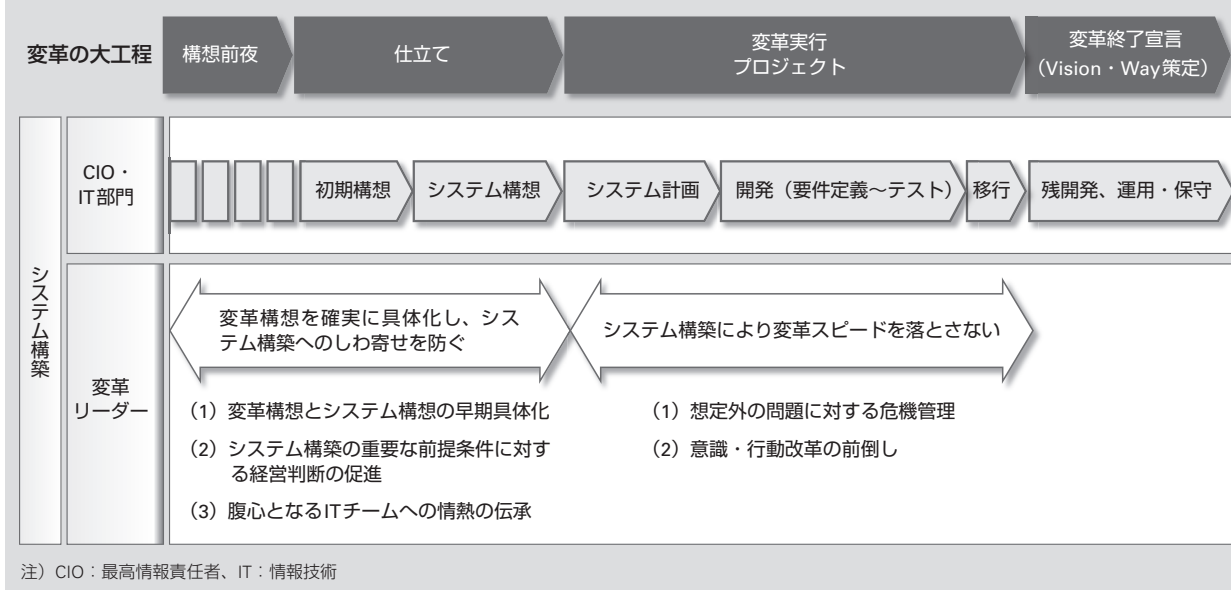 変革の大工程
構想前夜
仕立て
変革実行
プロジェクト
変革終了宣言
（Vision・Way策定）
システム構築
CIO・
IT部門
初期構想
システム構想
システム計画
開発（要件定義〜テスト）
移行
残開発、運用・保守
変革
リーダー
変革構想を確実に具体化し、シス
テム構築へのしわ寄せを防ぐ
システム構築により変革スピードを落とさない
（1）変革構想とシステム構想の早期具体化
（2）システム構築の重要な前提条件に対す
る経営判断の促進
（3）腹心となるITチームへの情熱の伝承
（1）想定外の問題に対する危機管理
（2）意識・行動改革の前倒し
注）CIO：最高情報責任者、IT：情報技術